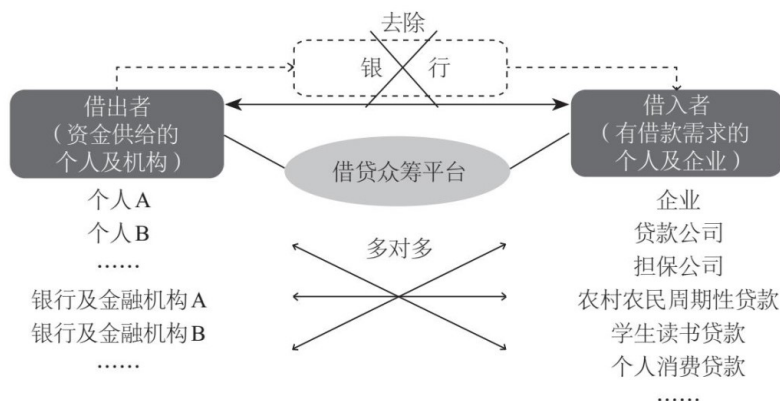 去除
银 行
借出者
（资金供给的
个人及机构）
借入者
（有借款需求的
个人及企业）
借贷众筹平台
个人A
个人B
……
银行及金融机构A
银行及金融机构B
……
多对多
企业
贷款公司
担保公司
农村农民周期性贷款
学生读书贷款
个人消费贷款
……